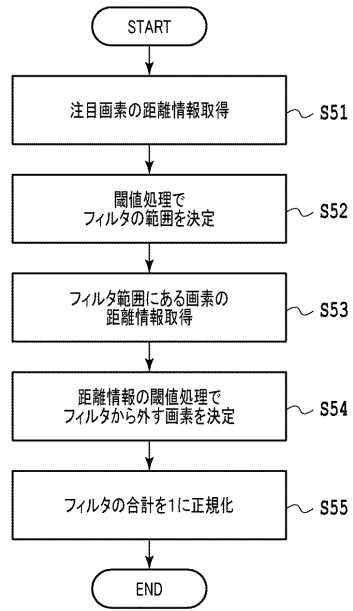 START
注目画素の距離情報取得
S51
閾値処理で
フィルタの範囲を決定
S52
フィルタ範囲にある画素の
距離情報取得
S53
距離情報の閾値処理で
フィルタから外す画素を決定
S54
フィルタの合計を1に正規化
S55
END